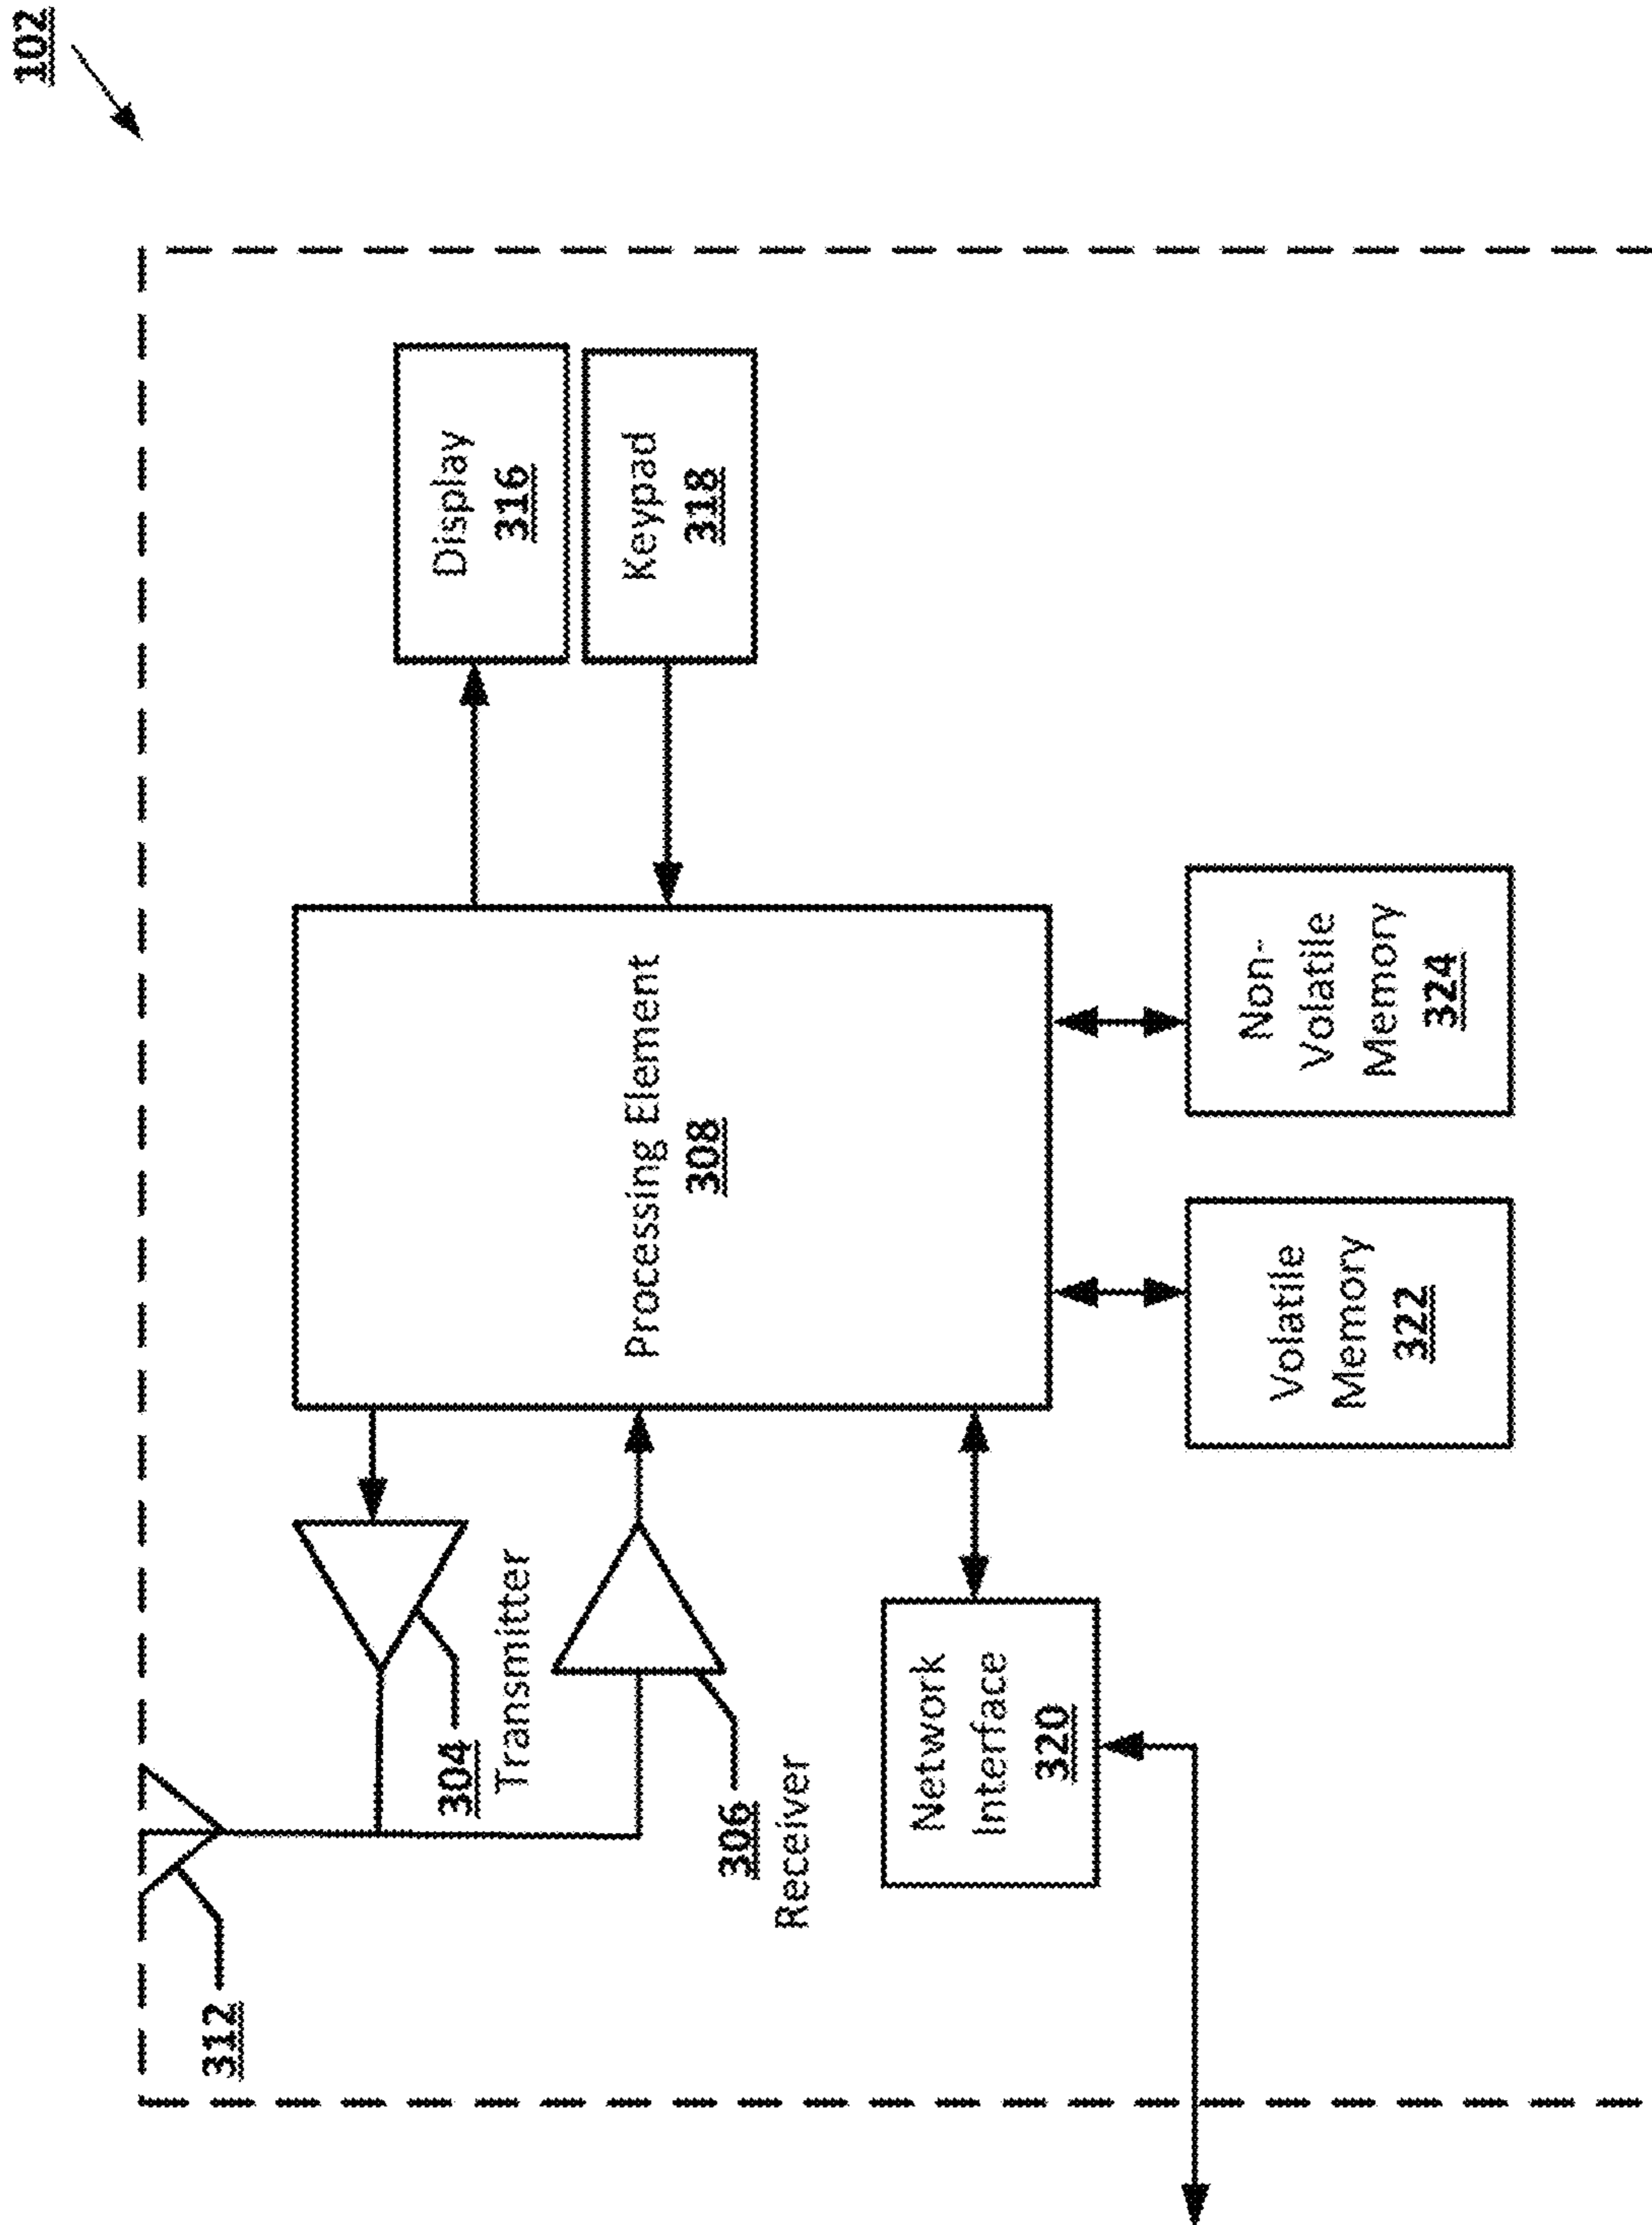 102
312
304
Transmitter
306
Receiver
Network
Interface
320
Processing Element
308
Display
316
Keypad
318
Volatile
Memory
322
Non-
Volatile
Memory
324